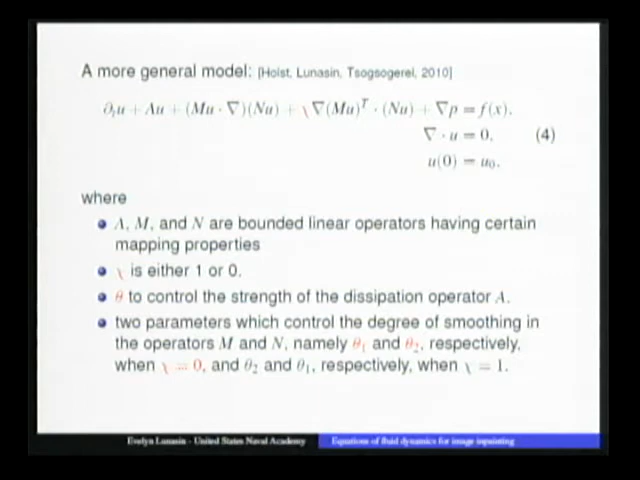 A more general model: [Holst, Lunasin, Tsogsogerel, 2010]
∂ₜu + Au + (Mu · ∇)(Nu) + χ∇(Mu)ᵀ · (Nu) + ∇p = f(x),
∇ · u = 0, (4)
u(0) = u₀,
where
A, M, and N are bounded linear operators having certain
mapping properties
χ is either 1 or 0.
θ to control the strength of the dissipation operator A.
two parameters which control the degree of smoothing in
the operators M and N, namely θ₁ and θ₂, respectively,
when χ = 0, and θ₂ and θ₁, respectively, when χ = 1.
Evelyn Lunasin - United States Naval Academy Equations of fluid dynamics for image inpainting